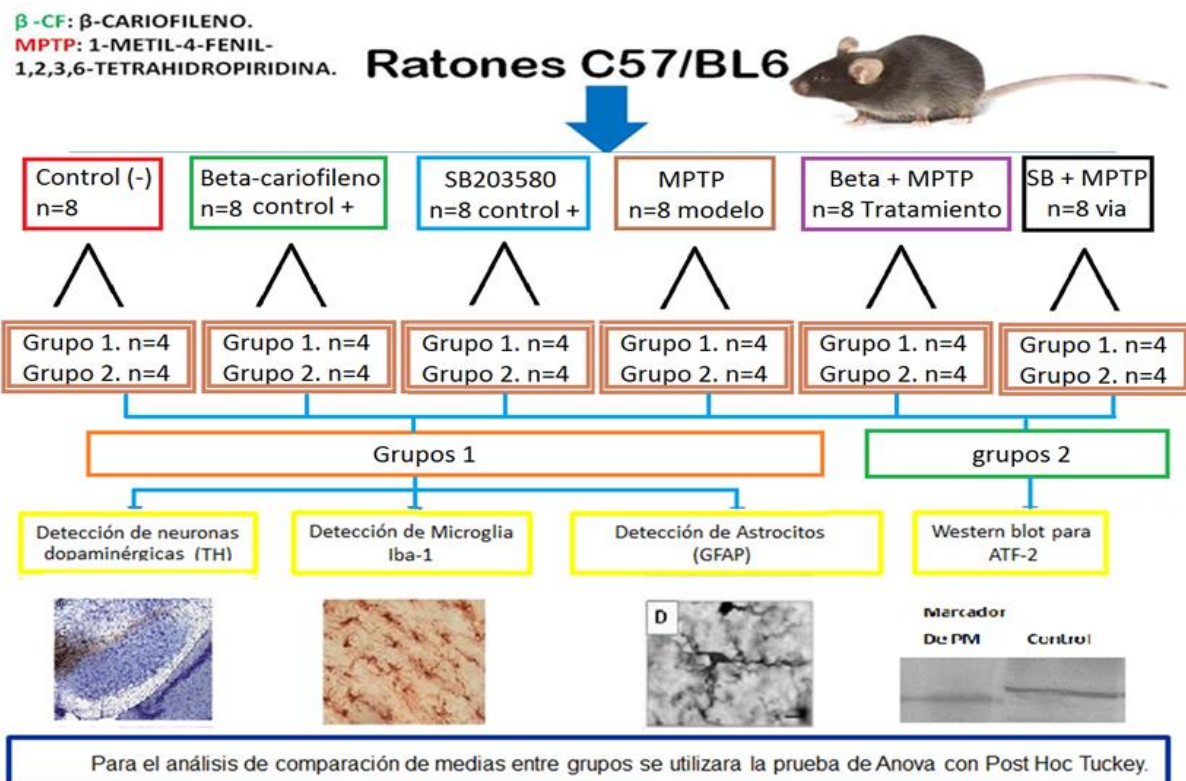 β -CF: β-CARIOFILENO.
MPTP: 1-METIL-4-FENIL-
1,2,3,6-TETRAHIDROPIRIDINA.
Ratones C57/BL6
Control (-)
n=8
Beta-cariofileno
n=8 control +
SB203580
n=8 control +
MPTP
n=8 modelo
Beta + MPTP
n=8 Tratamiento
SB + MPTP
n=8 via
Grupo 1. n=4
Grupo 2. n=4
Grupo 1. n=4
Grupo 2. n=4
Grupo 1. n=4
Grupo 2. n=4
Grupo 1. n=4
Grupo 2. n=4
Grupo 1. n=4
Grupo 2. n=4
Grupo 1. n=4
Grupo 2. n=4
Grupos 1
grupos 2
Detección de neuronas
dopaminérgicas (TH)
Detección de Microglia
Iba-1
Detección de Astrocitos
(GFAP)
Western blot para
ATF-2
D
Marcador
De PM
Control
Para el análisis de comparación de medias entre grupos se utilizara la prueba de Anova con Post Hoc Tuckey.